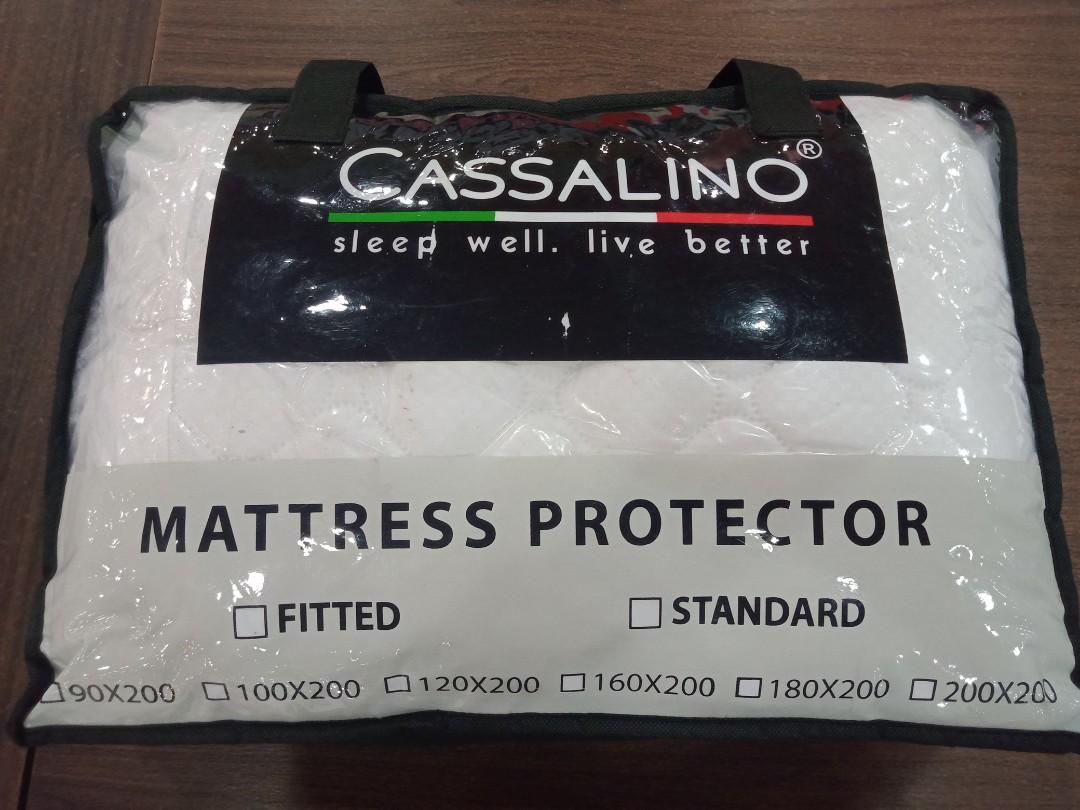 CASSALINO®
sleep well. live better
MATTRESS PROTECTOR
FITTED STANDARD
90X200 100X200 120X200 160X200 180X200 200X200